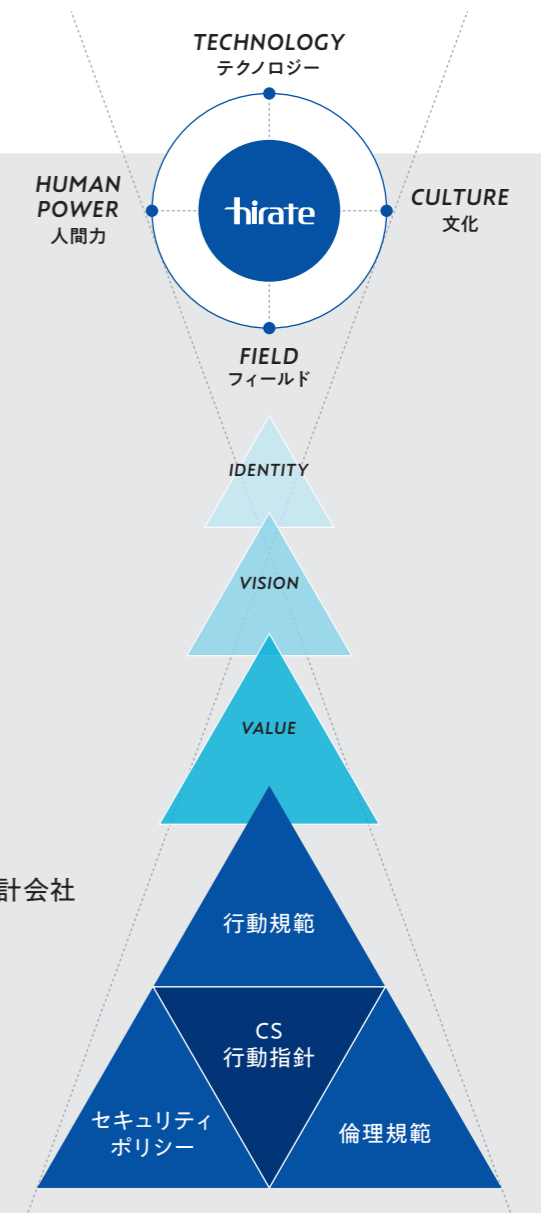 TECHNOLOGY
テクノロジー
HUMAN
POWER
人間力
hirate
CULTURE
文化
FIELD
フィールド
IDENTITY
VISION
VALUE
計会社
行動規範
CS
行動指針
セキュリティ
ポリシー
倫理規範